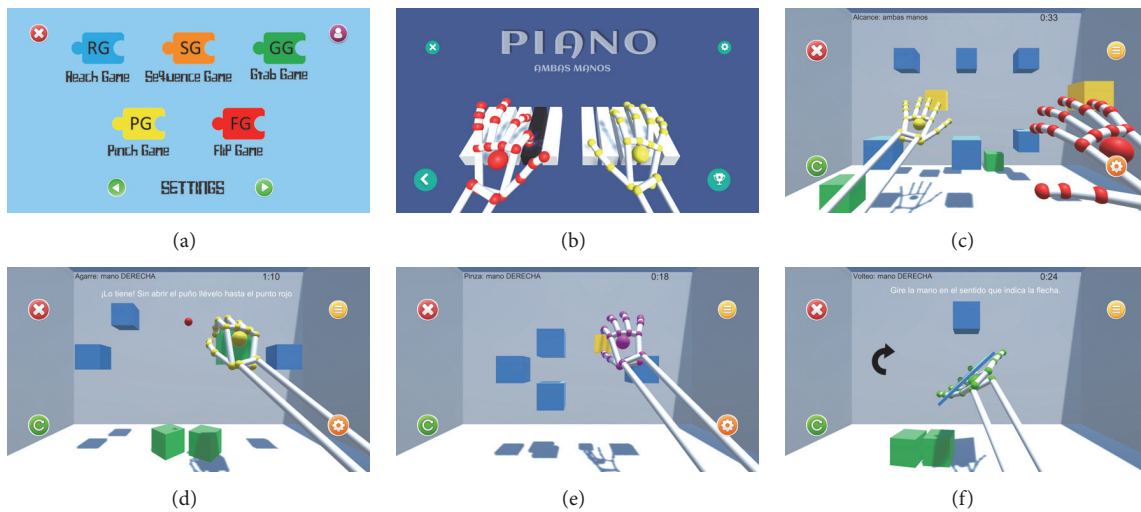 RG
SG
GG
Reach Game
Sequence Game
Grab Game
PG
FG
Pinch Game
Flip Game
SETTINGS
(a)
PIANO
AMBAS MANOS
(b)
Alcance: ambas manos
0:33
(c)
Agarre: mano DERECHA
1:10
¡Lo tiene! Sin abrir el puño llévelo hasta el punto rojo
(d)
Pinza: mano DERECHA
0:18
(e)
Volteo: mano DERECHA
0:24
Gire la mano en el sentido que indica la flecha.
(f)